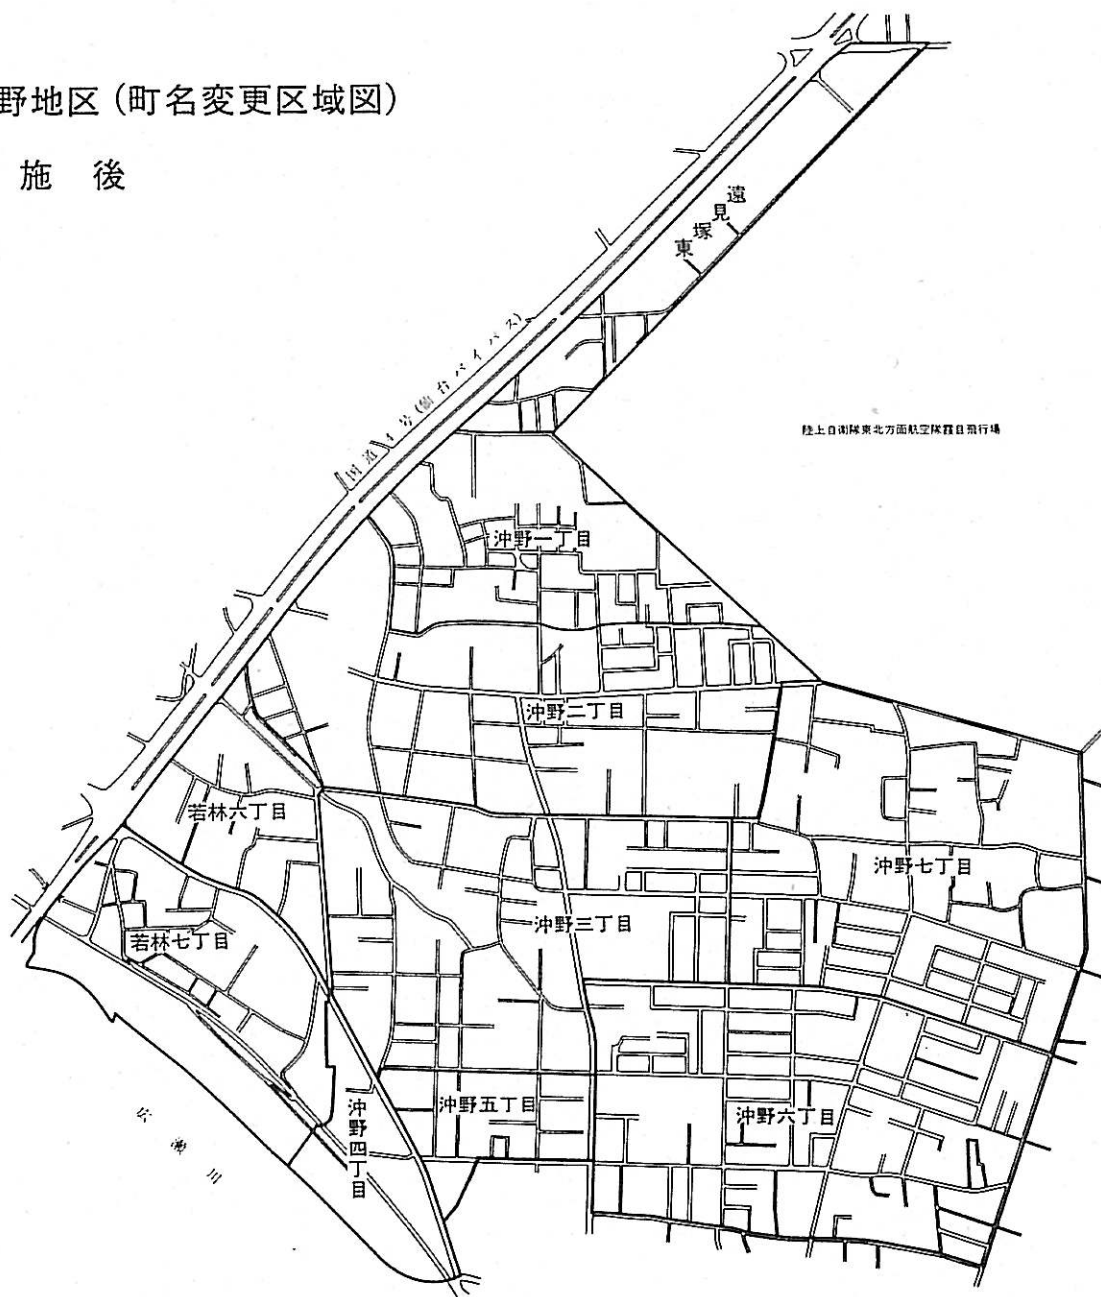 野地区(町名変更区域図)
施後
遠見塚東
国道4号(仙台バイパス)
陸上自衛隊東北方面航空隊霞目飛行場
沖野一丁目
沖野二丁目
若林六丁目
沖野七丁目
沖野三丁目
若林七丁目
沖野四丁目
沖野五丁目
沖野六丁目
広瀬川